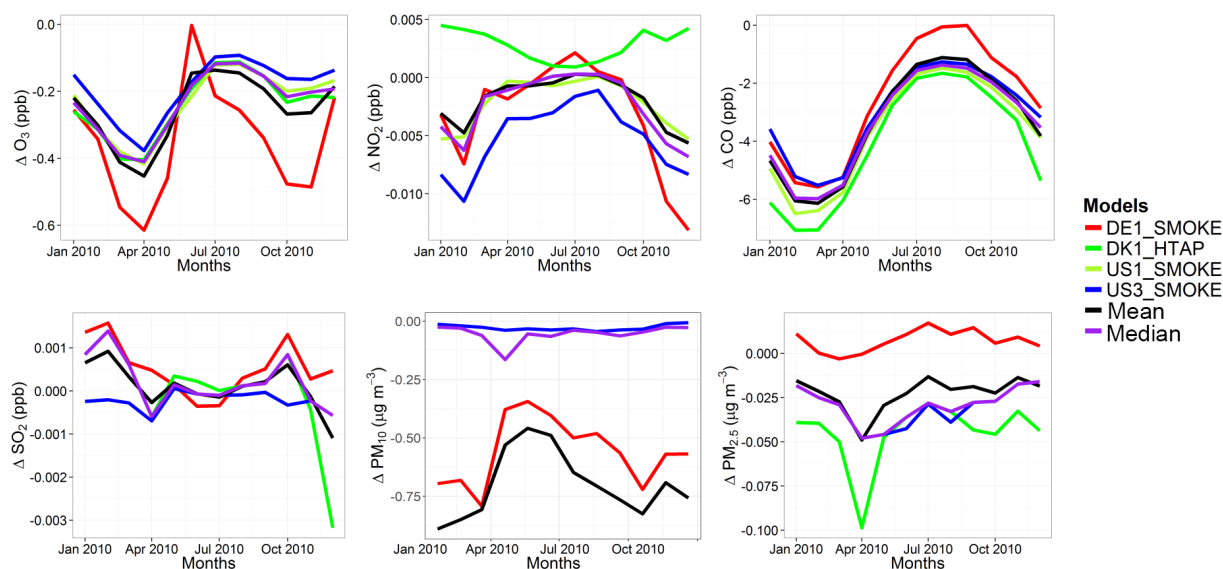 Δ O₃ (ppb)
0.0
-0.2
-0.4
-0.6
Jan 2010 Apr 2010 Jul 2010 Oct 2010
Months
Δ NO₂ (ppb)
0.005
0.000
-0.005
-0.010
Jan 2010 Apr 2010 Jul 2010 Oct 2010
Months
Δ CO (ppb)
0
-2
-4
-6
Jan 2010 Apr 2010 Jul 2010 Oct 2010
Months
Models
DE1_SMOKE
DK1_HTAP
US1_SMOKE
US3_SMOKE
Mean
Median
Δ SO₂ (ppb)
0.001
0.000
-0.001
-0.002
-0.003
Jan 2010 Apr 2010 Jul 2010 Oct 2010
Months
Δ PM₁₀ (μg m⁻³)
0.00
-0.25
-0.50
-0.75
Jan 2010 Apr 2010 Jul 2010 Oct 2010
Months
Δ PM₂.₅ (μg m⁻³)
0.000
-0.025
-0.050
-0.075
-0.100
Jan 2010 Apr 2010 Jul 2010 Oct 2010
Months